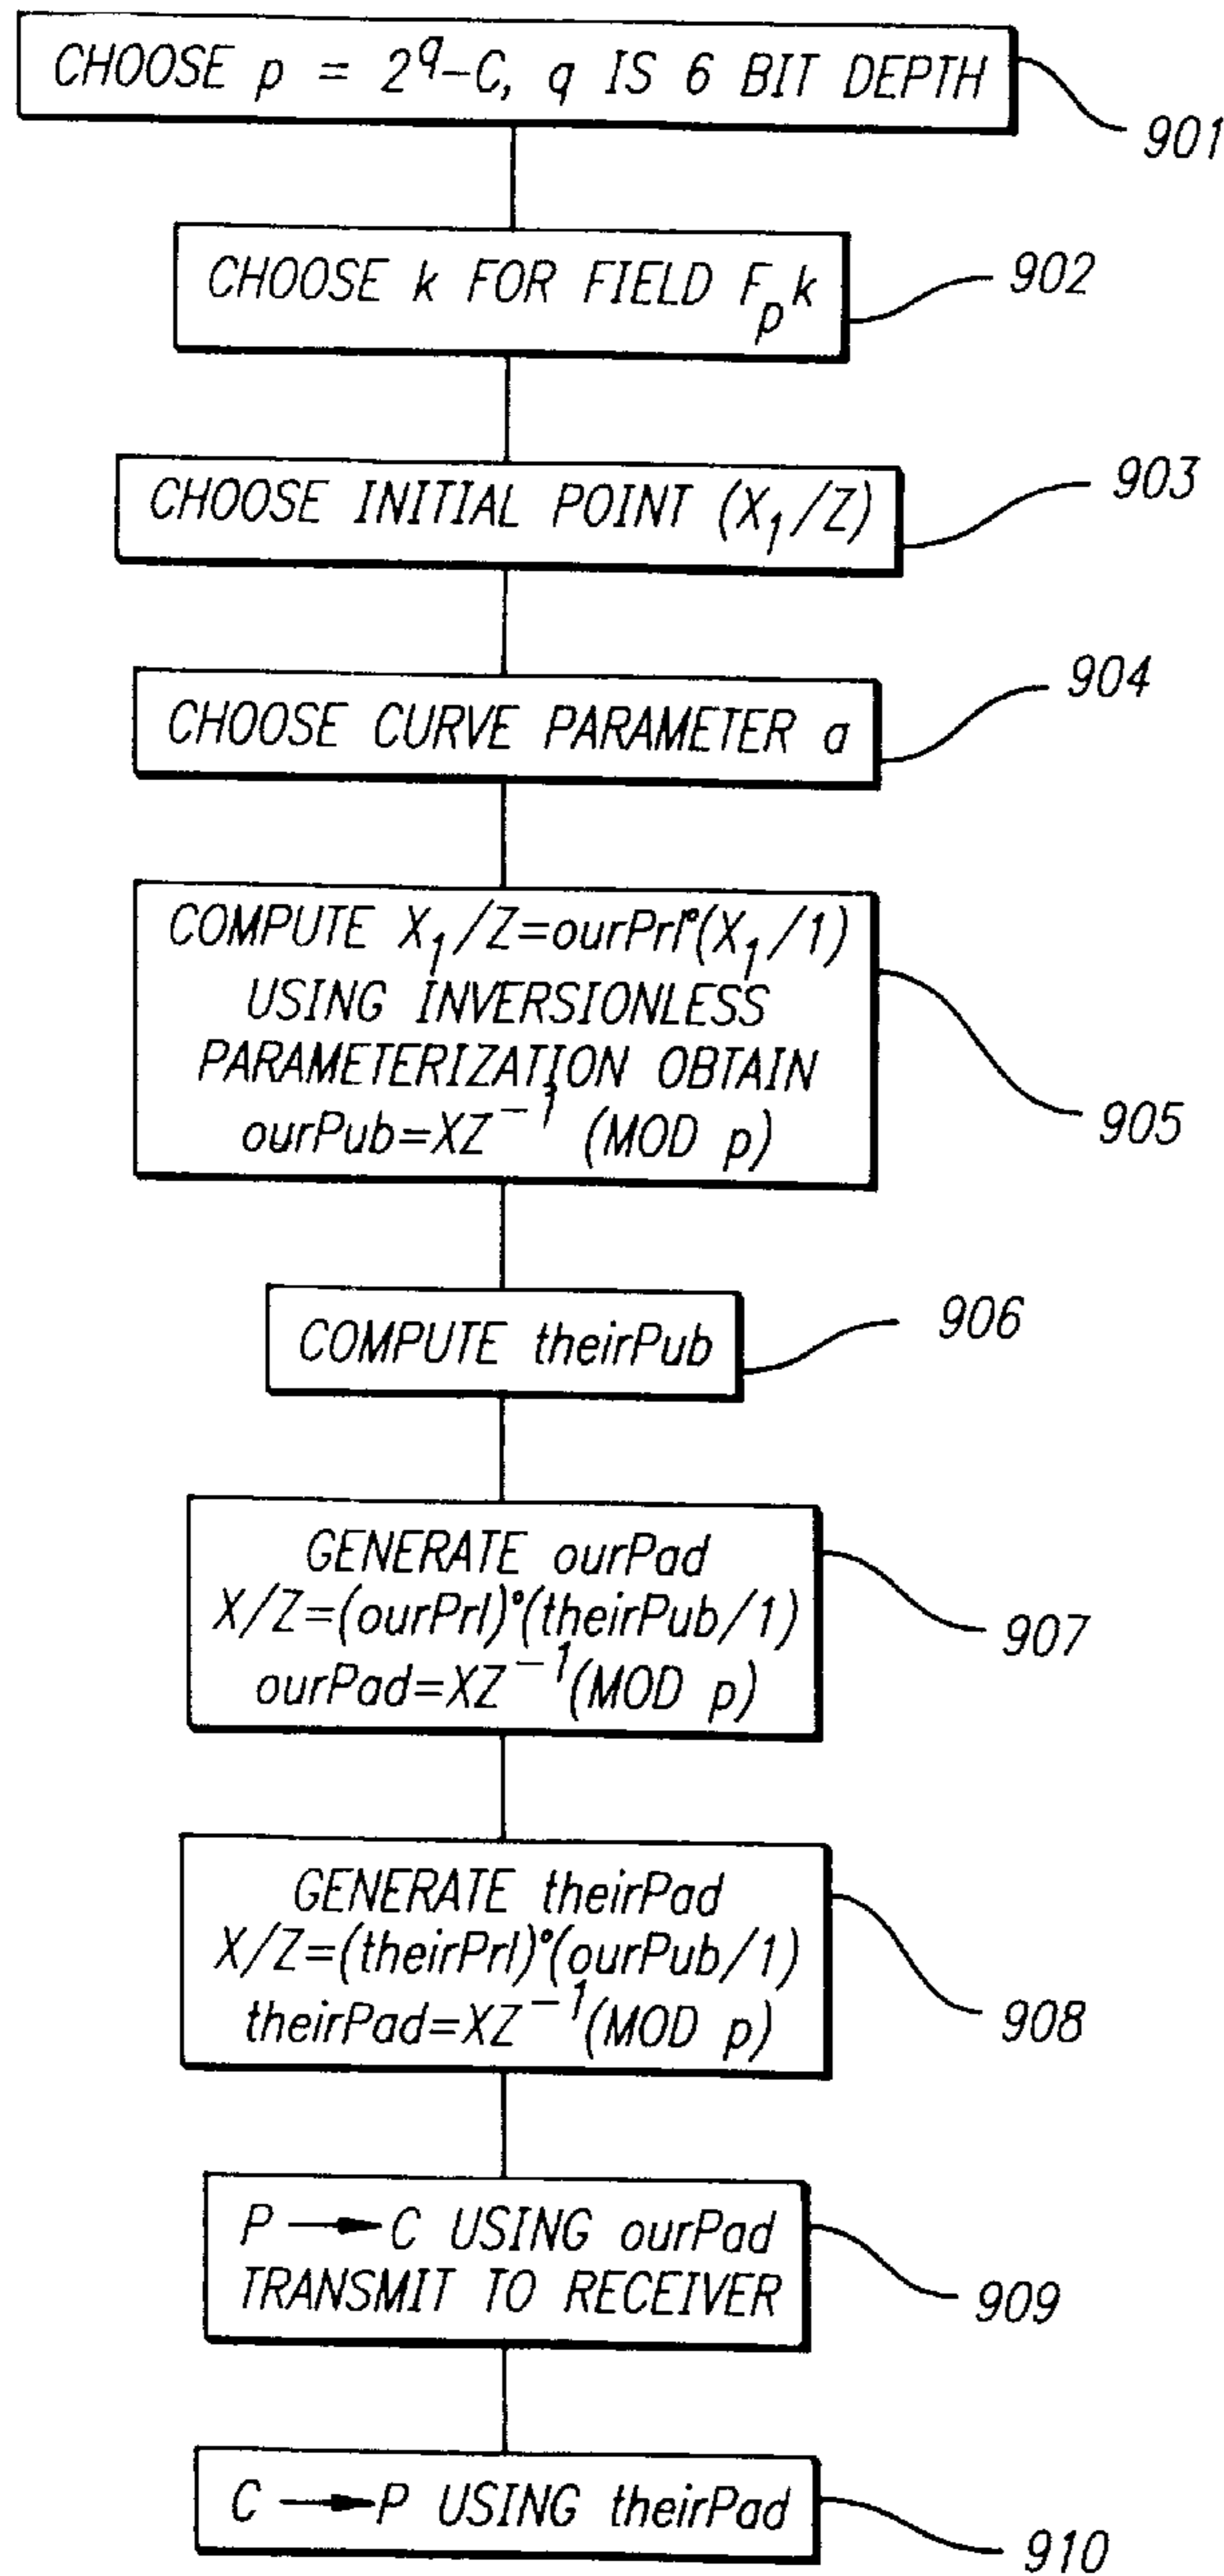 CHOOSE p = 2^q-C, q IS 6 BIT DEPTH
901
CHOOSE k FOR FIELD F_p k
902
CHOOSE INITIAL POINT (X_1/Z)
903
CHOOSE CURVE PARAMETER a
904
COMPUTE X_1/Z=ourPrI°(X_1/1)
USING INVERSIONLESS
PARAMETERIZATION OBTAIN
ourPub=XZ^-1 (MOD p)
905
COMPUTE theirPub
906
GENERATE ourPad
X/Z=(ourPrI)°(theirPub/1)
ourPad=XZ^-1(MOD p)
907
GENERATE theirPad
X/Z=(theirPrI)°(ourPub/1)
theirPad=XZ^-1(MOD p)
908
P → C USING ourPad
TRANSMIT TO RECEIVER
909
C → P USING theirPad
910